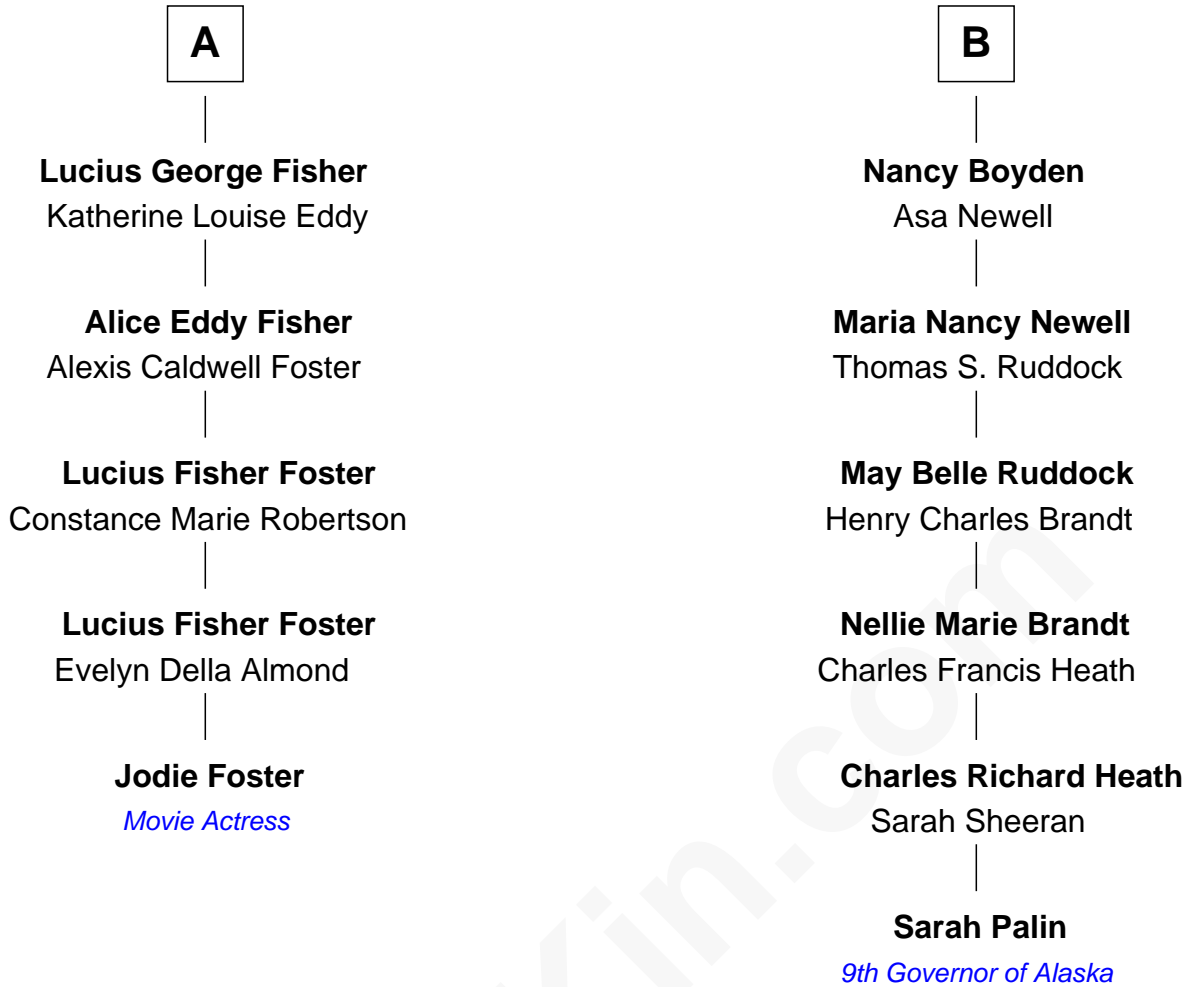 A
Lucius George Fisher
Katherine Louise Eddy
Alice Eddy Fisher
Alexis Caldwell Foster
Lucius Fisher Foster
Constance Marie Robertson
Lucius Fisher Foster
Evelyn Della Almond
Jodie Foster
Movie Actress
B
Nancy Boyden
Asa Newell
Maria Nancy Newell
Thomas S. Ruddock
May Belle Ruddock
Henry Charles Brandt
Nellie Marie Brandt
Charles Francis Heath
Charles Richard Heath
Sarah Sheeran
Sarah Palin
9th Governor of Alaska
Kin.com